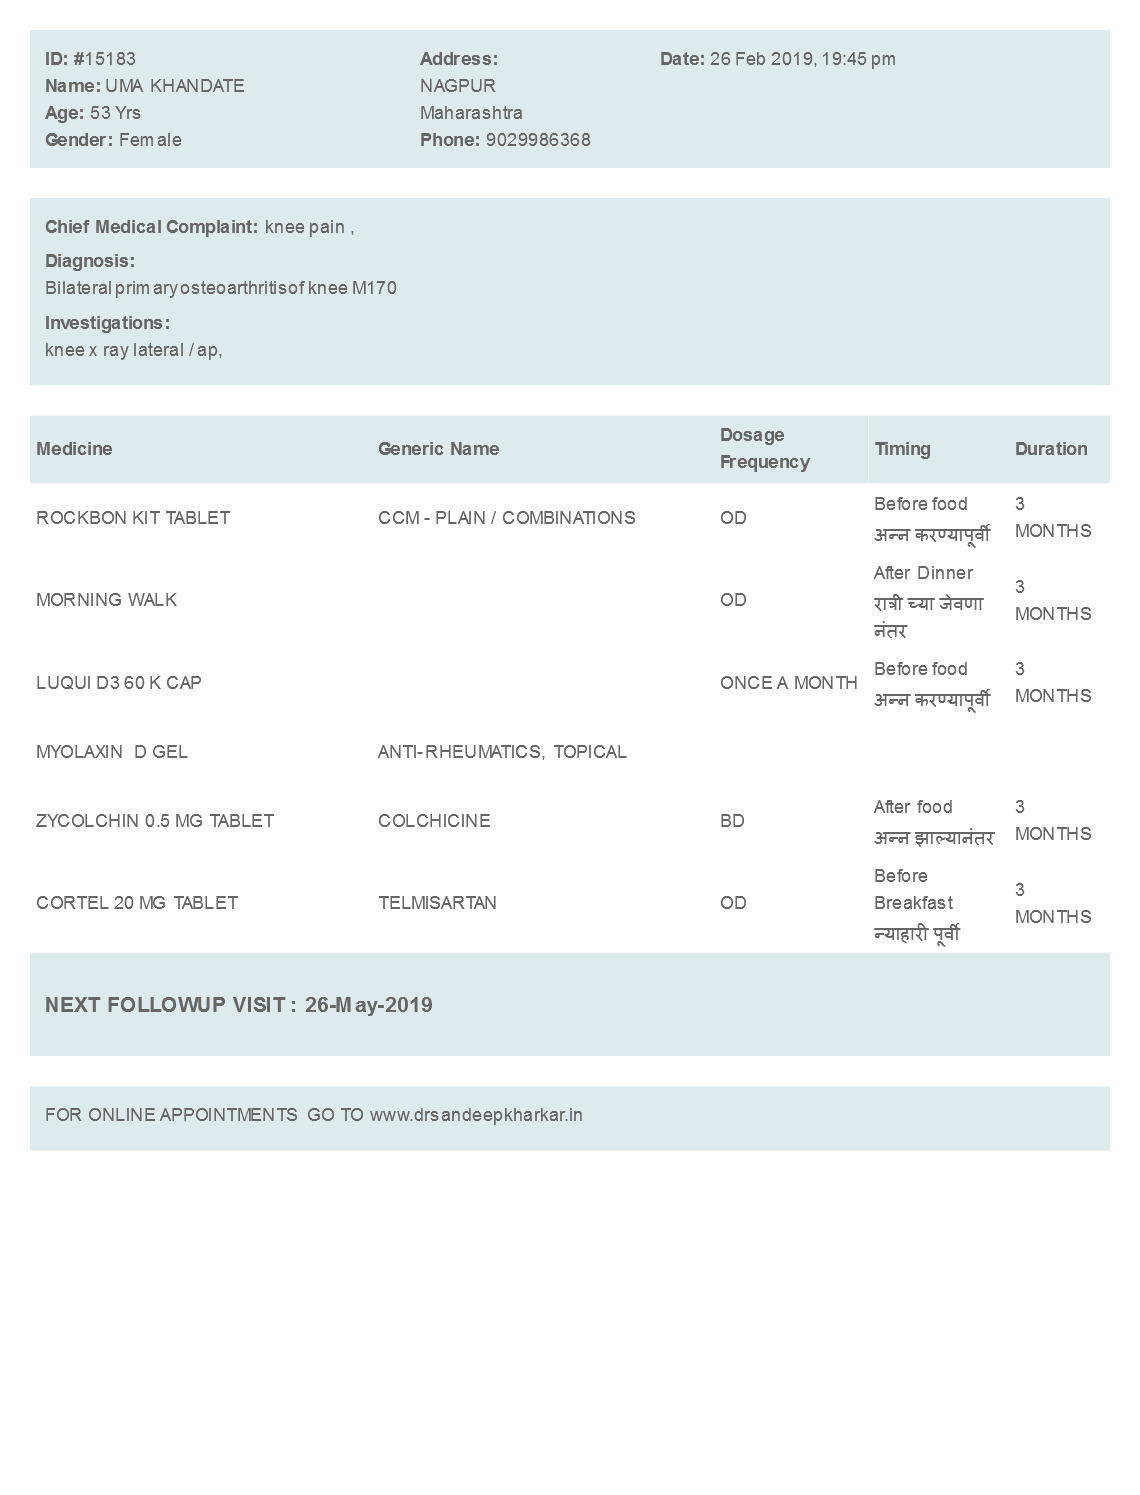 ID: #15183
Name: UMA KHANDATE
Age: 53 Yrs
Gender: Female
Address:
NAGPUR
Maharashtra
Phone: 9029986368
Date: 26 Feb 2019, 19:45 pm
Chief Medical Complaint: knee pain ,
Diagnosis:
Bilateral primary osteoarthritis of knee M170
Investigations:
knee x ray lateral / ap,
Medicine Generic Name Dosage Frequency Timing Duration
ROCKBON KIT TABLET CCM - PLAIN / COMBINATIONS OD Before food अन्न करण्यापूर्वी 3 MONTHS
MORNING WALK OD After Dinner रात्री च्या जेवणा नंतर 3 MONTHS
LUQUI D3 60 K CAP ONCE A MONTH Before food अन्न करण्यापूर्वी 3 MONTHS
MYOLAXIN D GEL ANTI-RHEUMATICS, TOPICAL
ZYCOLCHIN 0.5 MG TABLET COLCHICINE BD After food अन्न झाल्यानंतर 3 MONTHS
CORTEL 20 MG TABLET TELMISARTAN OD Before Breakfast न्याहारी पूर्वी 3 MONTHS
NEXT FOLLOWUP VISIT : 26-May-2019
FOR ONLINE APPOINTMENTS GO TO www.drsandeepkharkar.in